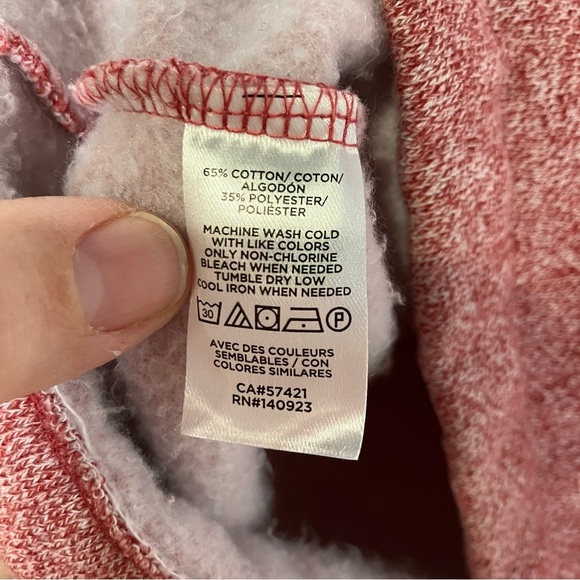 65% COTTON/ COTON/
ALGODÓN
35% POLYESTER/
POLIÉSTER
MACHINE WASH COLD
WITH LIKE COLORS
ONLY NON-CHLORINE
BLEACH WHEN NEEDED
TUMBLE DRY LOW
COOL IRON WHEN NEEDED
30 P
AVEC DES COULEURS
SEMBLABLES / CON
COLORES SIMILARES
CA#57421
RN#140923